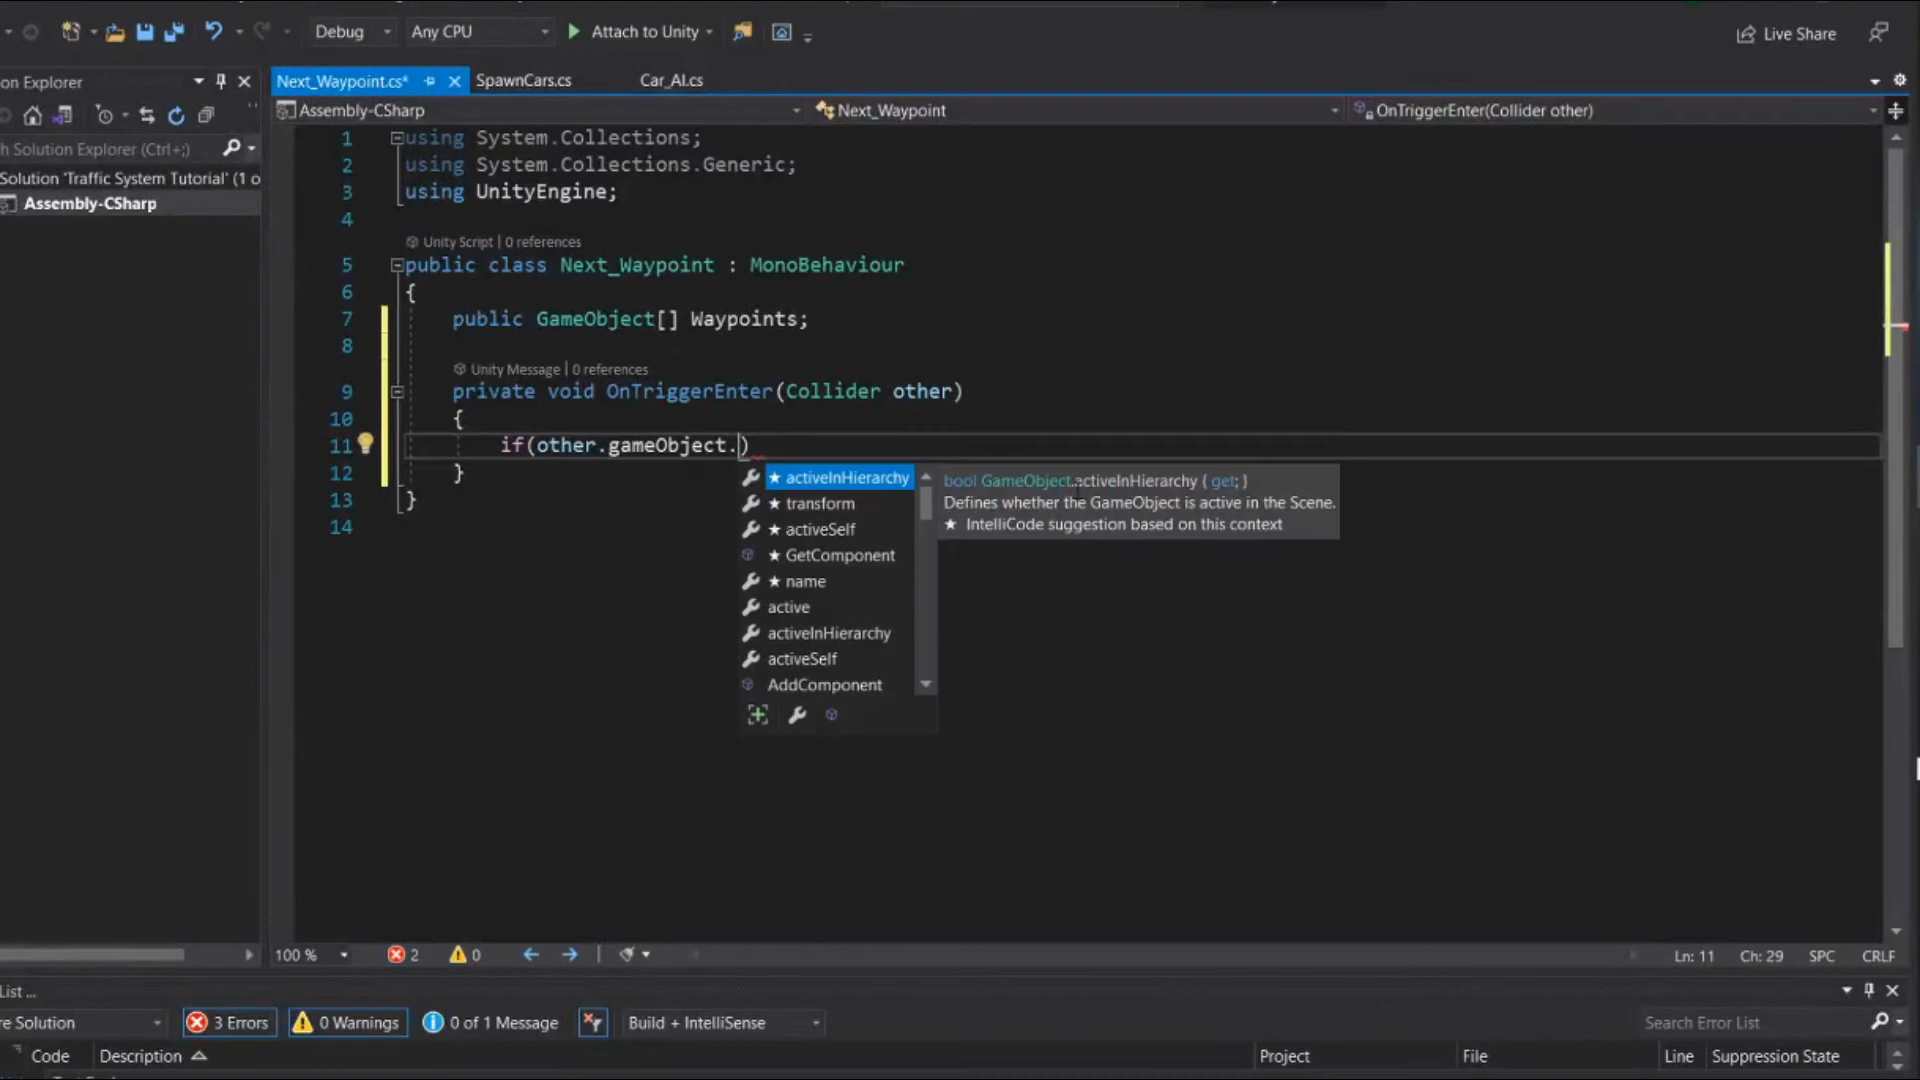 Debug
Any CPU
Attach to Unity
Live Share
on Explorer
Next_Waypoint.cs*
SpawnCars.cs
Car_AI.cs
Assembly-CSharp
Next_Waypoint
OnTriggerEnter(Collider other)
h Solution Explorer (Ctrl+;)
Solution 'Traffic System Tutorial' (1 o
Assembly-CSharp
1 using System.Collections;
2 using System.Collections.Generic;
3 using UnityEngine;
4
Unity Script | 0 references
5 public class Next_Waypoint : MonoBehaviour
6 {
7 public GameObject[] Waypoints;
8
Unity Message | 0 references
9 private void OnTriggerEnter(Collider other)
10 {
11 if(other.gameObject.)
12 }
13 }
14
★ activeInHierarchy
★ transform
★ activeSelf
★ GetComponent
★ name
active
activeInHierarchy
activeSelf
AddComponent
bool GameObject.activeInHierarchy { get; }
Defines whether the GameObject is active in the Scene.
★ IntelliCode suggestion based on this context
100 %
2
0
Ln: 11
Ch: 29
SPC
CRLF
List ...
re Solution
3 Errors
0 Warnings
0 of 1 Message
Build + IntelliSense
Search Error List
Code
Description
Project
File
Line
Suppression State